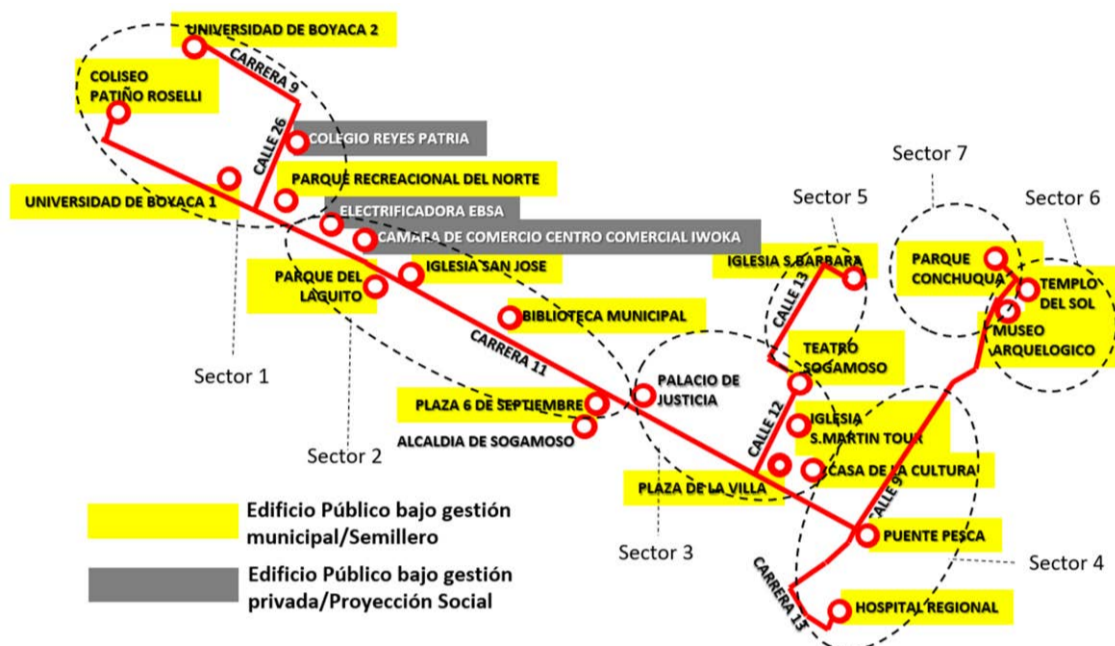 UNIVERSIDAD DE BOYACA 2
CARRERA 9
COLISEO
PATIÑO ROSELLI
CALLE 26
COLEGIO REYES PATRIA
Sector 7
PARQUE RECREACIONAL DEL NORTE
Sector 5
Sector 6
UNIVERSIDAD DE BOYACA 1
ELECTRIFICADORA EBSA
CAMARA DE COMERCIO CENTRO COMERCIAL IWOKA
IGLESIA SAN JOSE
IGLESIA S.BARBARA
PARQUE
CONCHUQUA
PARQUE DEL
LAGUITO
TEMPLO
DEL SOL
CALLE 13
BIBLIOTECA MUNICIPAL
MUSEO
ARQUELOGICO
CARRERA 11
TEATRO
SOGAMOSO
Sector 1
PALACIO DE
JUSTICIA
PLAZA 6 DE SEPTIEMBRE
CALLE 12
IGLESIA
S.MARTIN TOUR
ALCALDIA DE SOGAMOSO
Sector 2
CASA DE LA CULTURA
PLAZA DE LA VILLA
CALLE 9
Edificio Público bajo gestión
municipal/Semillero
PUENTE PESCA
Sector 3
Sector 4
Edificio Público bajo gestión
privada/Proyección Social
CARRERA 13
HOSPITAL REGIONAL